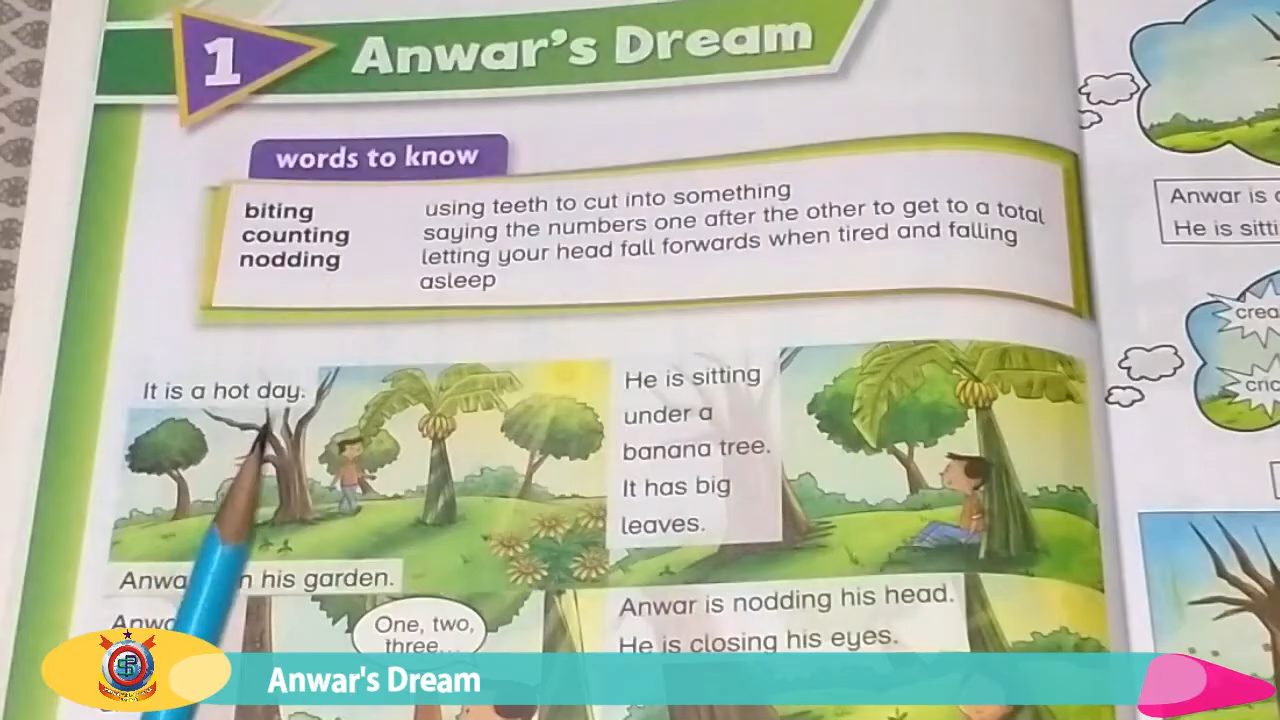 1
Anwar's Dream
words to know
biting using teeth to cut into something
counting saying the numbers one after the other to get to a total
nodding letting your head fall forwards when tired and falling
asleep
It is a hot day.
his garden.
He is sitting
under a
banana tree.
It has big
leaves.
One, two,
three...
Anwar is nodding his head.
He is closing his eyes.
Anwar is
He is
Anwar's Dream